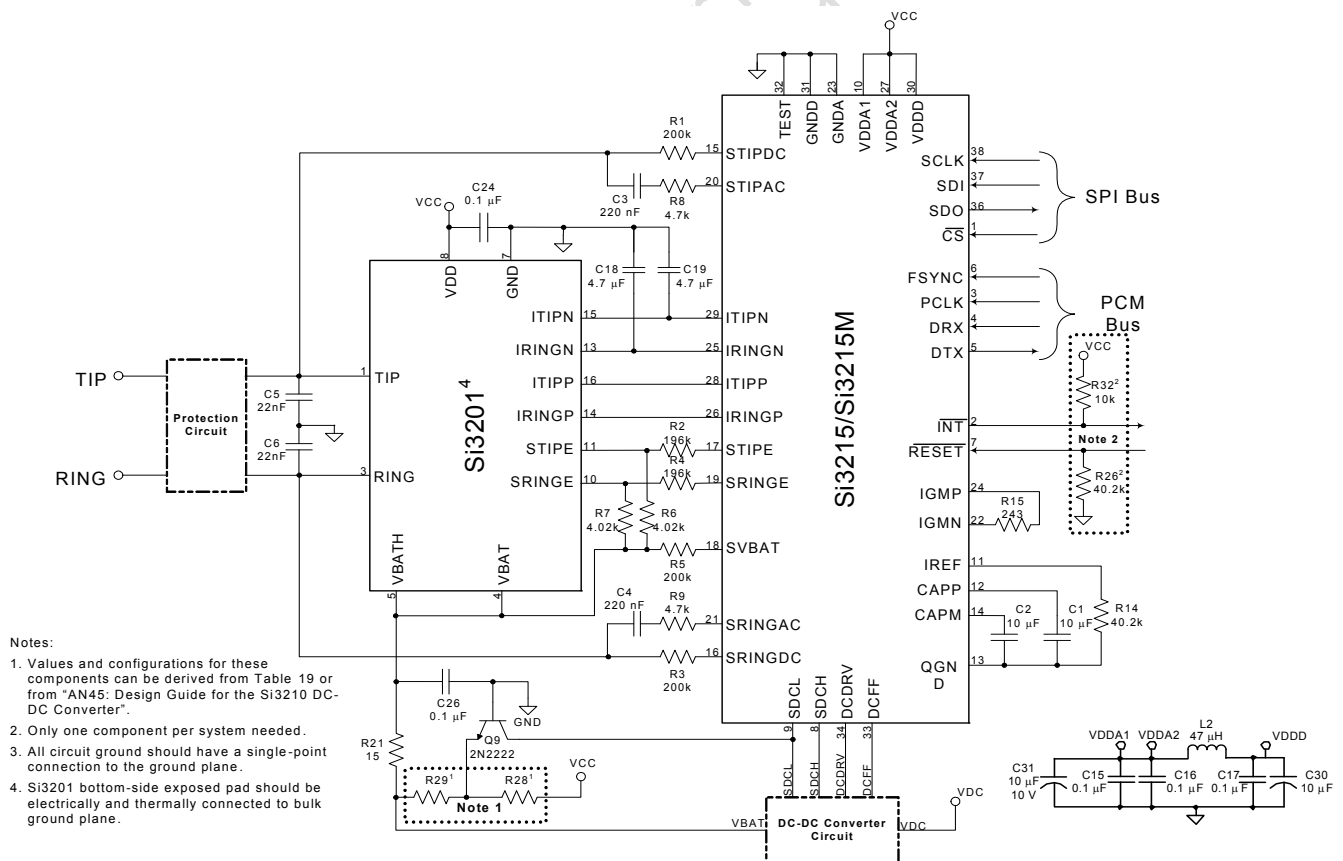 VCC
32
31
23
10
27
30
TEST
GNDD
GNDA
VDDA1
VDDA2
VDDD
R1
200k
15
STIPDC
SCLK
38
C3
220 nF
R8
4.7k
20
STIPAC
SDI
37
SPI Bus
SDO
36
CS
1
C24
0.1 µF
VCC
8
7
VDD
GND
C18
4.7 µF
C19
4.7 µF
FSYNC
6
PCLK
3
PCM
Bus
DRX
4
DTX
5
ITIPN
15
29
ITIPN
IRINGN
13
25
IRINGN
ITIPP
16
28
ITIPP
IRINGP
14
26
IRINGP
STIPE
11
R2
196k
17
STIPE
SRINGE
10
R4
196k
19
SRINGE
R7
4.02k
R6
4.02k
18
SVBAT
R5
200k
TIP
1
TIP
Protection
Circuit
C5
22nF
C6
22nF
RING
3
RING
Si3201⁴
Si3215/Si3215M
VCC
R32²
10k
INT
2
Note 2
RESET
7
R26²
40.2k
IGMP
24
R15
243
IGMN
22
IREF
11
CAPP
12
CAPM
14
C2
10 µF
C1
10 µF
R14
40.2k
QGN
D
13
VBATH
VBAT
5
4
C4
220 nF
R9
4.7k
21
SRINGAC
16
SRINGDC
R3
200k
SDCL
SDCH
DCDRV
DCFF
9
8
34
33
C26
0.1 µF
GND
Q9
2N2222
R21
15
R29¹
R28¹
Note 1
VCC
SDCL
SDCH
DCDRV
DCFF
VBAT
DC-DC Converter
Circuit
VDC
VDC
VDDA1
VDDA2
L2
47 µH
VDDD
C31
10 µF
10 V
C15
0.1 µF
C16
0.1 µF
C17
0.1 µF
C30
10 µF
Notes:
1. Values and configurations for these
components can be derived from Table 19 or
from "AN45: Design Guide for the Si3210 DC-
DC Converter".
2. Only one component per system needed.
3. All circuit ground should have a single-point
connection to the ground plane.
4. Si3201 bottom-side exposed pad should be
electrically and thermally connected to bulk
ground plane.